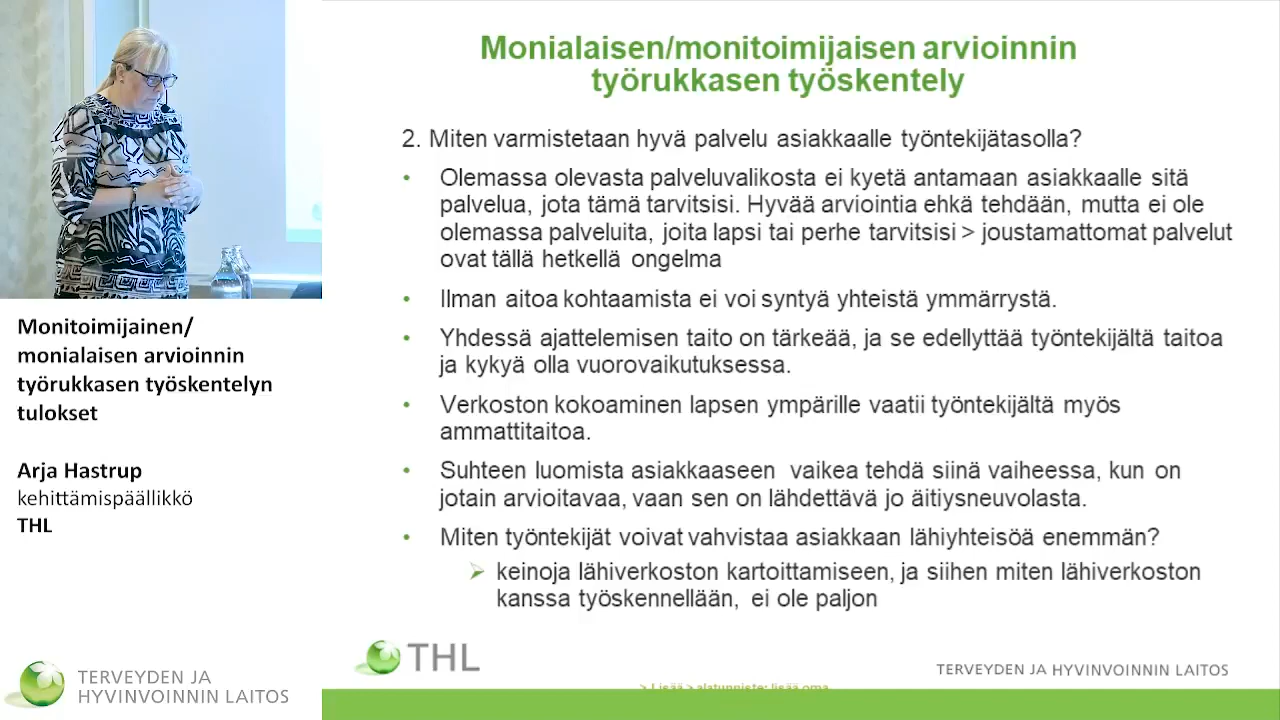 Monialaisen/monitoimijaisen arvioinnin
työrukkasen työskentely
2. Miten varmistetaan hyvä palvelu asiakkaalle työntekijätasolla?
• Olemassa olevasta palveluvalikosta ei kyetä antamaan asiakkaalle sitä
palvelua, jota tämä tarvitsisi. Hyvää arviointia ehkä tehdään, mutta ei ole
olemassa palveluita, joita lapsi tai perhe tarvitsisi > joustamattomat palvelut
ovat tällä hetkellä ongelma
• Ilman aitoa kohtaamista ei voi syntyä yhteistä ymmärrystä.
• Yhdessä ajattelemisen taito on tärkeää, ja se edellyttää työntekijältä taitoa
ja kykyä olla vuorovaikutuksessa.
• Verkoston kokoaminen lapsen ympärille vaatii työntekijältä myös
ammattitaitoa.
• Suhteen luomista asiakkaaseen vaikea tehdä siinä vaiheessa, kun on
jotain arvioitavaa, vaan sen on lähdettävä jo äitiysneuvolasta.
• Miten työntekijät voivat vahvistaa asiakkaan lähiyhteisöä enemmän?
➢ keinoja lähiverkoston kartoittamiseen, ja siihen miten lähiverkoston
kanssa työskennellään, ei ole paljon
THL
TERVEYDEN JA HYVINVOINNIN LAITOS
> Lisää > alatunniste: lisää oma
Monitoimijainen/
monialaisen arvioinnin
työrukkasen työskentelyn
tulokset
Arja Hastrup
kehittämispäällikkö
THL
TERVEYDEN JA
HYVINVOINNIN LAITOS